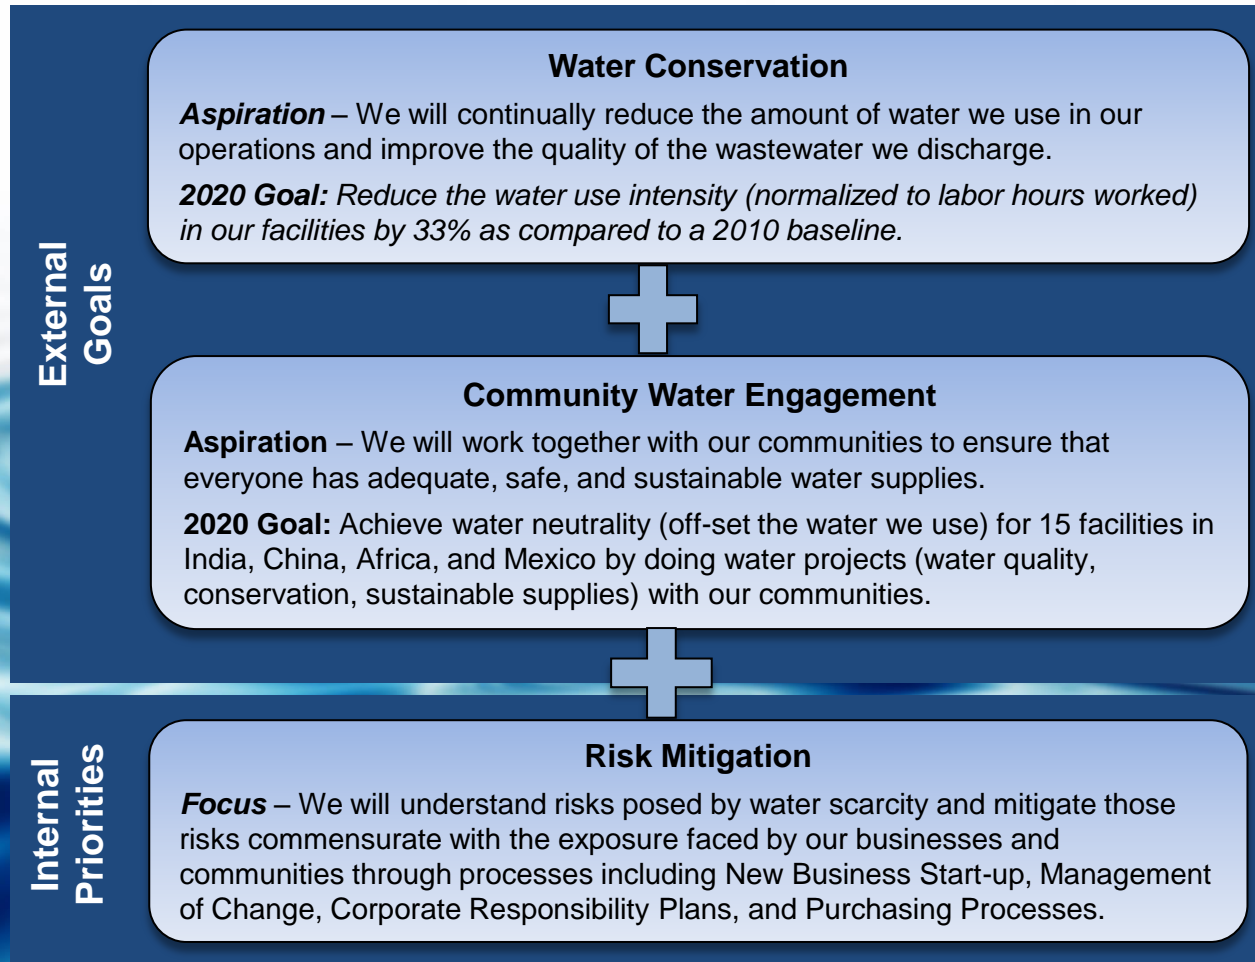 External
Goals
Water Conservation
Aspiration – We will continually reduce the amount of water we use in our
operations and improve the quality of the wastewater we discharge.
2020 Goal: Reduce the water use intensity (normalized to labor hours worked)
in our facilities by 33% as compared to a 2010 baseline.
Community Water Engagement
Aspiration – We will work together with our communities to ensure that
everyone has adequate, safe, and sustainable water supplies.
2020 Goal: Achieve water neutrality (off-set the water we use) for 15 facilities in
India, China, Africa, and Mexico by doing water projects (water quality,
conservation, sustainable supplies) with our communities.
Internal
Priorities
Risk Mitigation
Focus – We will understand risks posed by water scarcity and mitigate those
risks commensurate with the exposure faced by our businesses and
communities through processes including New Business Start-up, Management
of Change, Corporate Responsibility Plans, and Purchasing Processes.